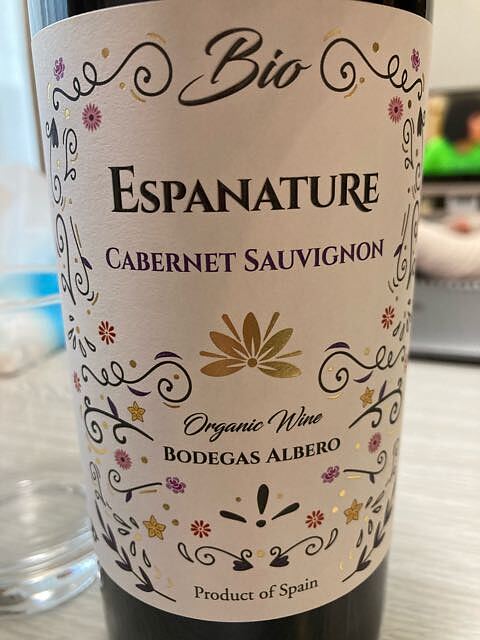 Bio
ESPANATURE
CABERNET SAUVIGNON
Organic Wine
BODEGAS ALBERO
Product of Spain